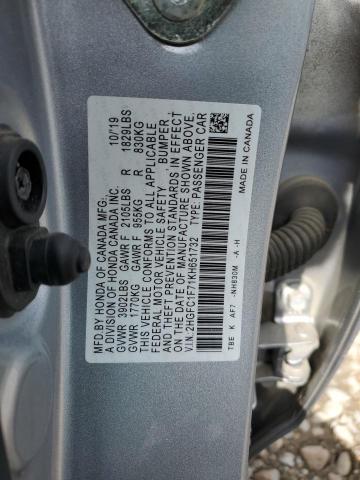 MFD BY HONDA OF CANADA MFG. 10/19
A DIVISION OF HONDA CANADA INC.
GVWR 3902LBS GAWR F 2105LBS R 1829LBS
GVWR 1770KG GAWR F 955KG R 830KG
THIS VEHICLE CONFORMS TO ALL APPLICABLE
FEDERAL MOTOR VEHICLE SAFETY, BUMPER,
AND THEFT PREVENTION STANDARDS IN EFFECT
ON THE DATE OF MANUFACTURE SHOWN ABOVE.
V.I.N. 2HGFC1F71KH651732 TYPE: PASSENGER CAR
TBE K AF7 -NH830M -A -H
MADE IN CANADA